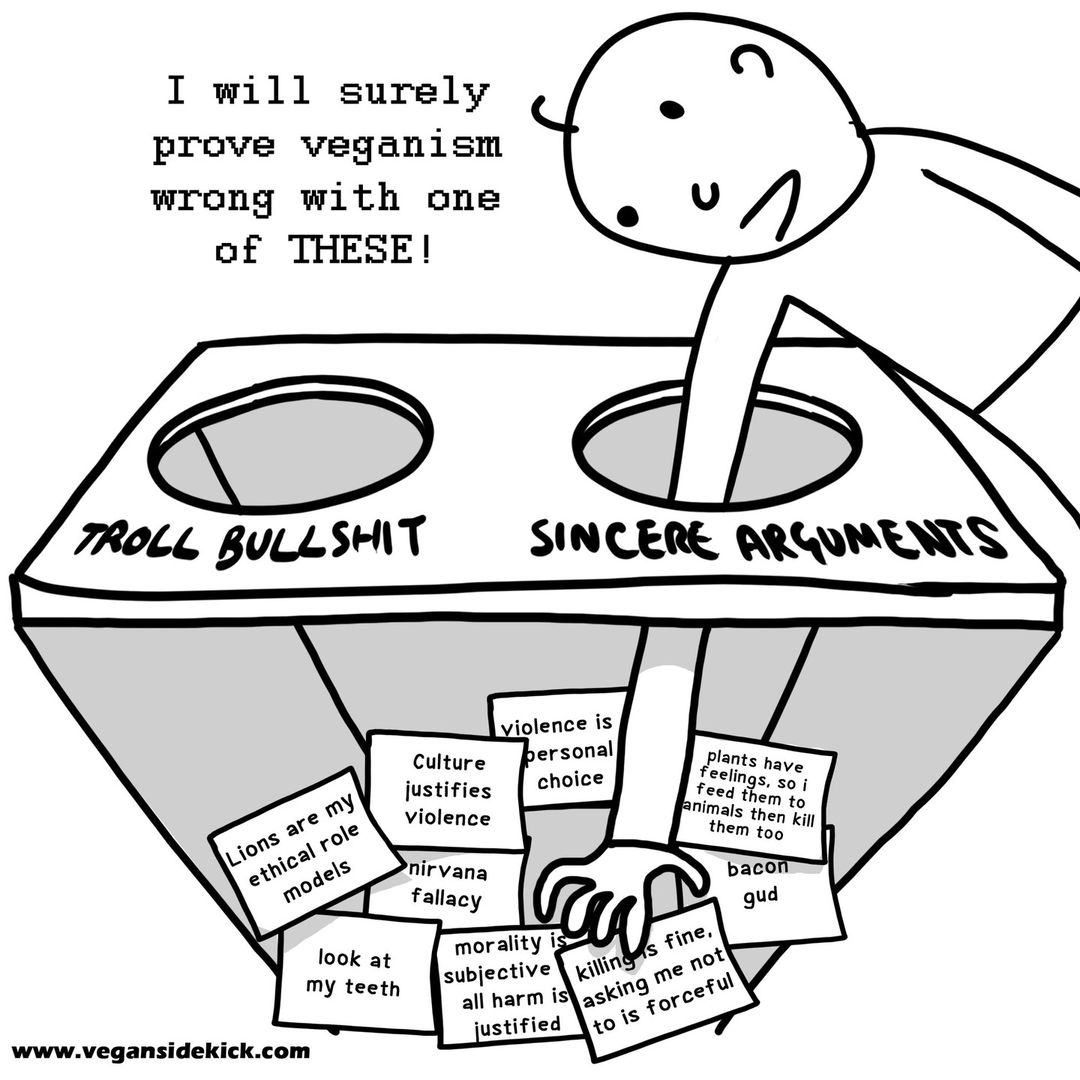 I will surely
prove veganism
wrong with one
of THESE!
TROLL BULLSHIT
SINCERE ARGUMENTS
violence is
personal
choice
Culture
justifies
violence
plants have
feelings, so i
feed them to
animals then kill
them too
Lions are my
ethical role
models
nirvana
fallacy
bacon
gud
look at
my teeth
morality is
subjective
all harm is
justified
killing is fine,
asking me not
to is forceful
www.vegansidekick.com